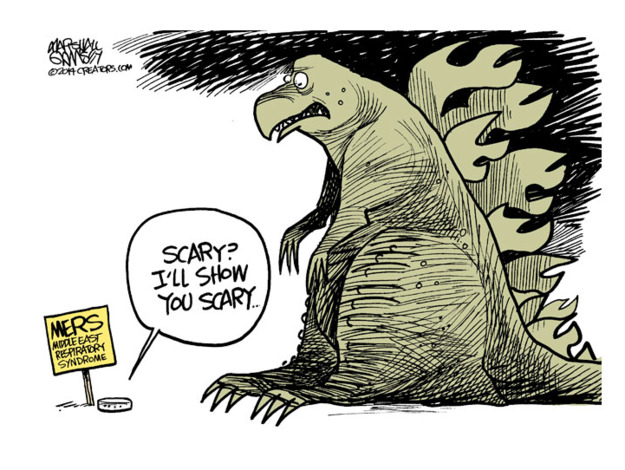 MARSHALL
RAMSEY
©2014 CREATORS.COM
SCARY?
I'LL SHOW
YOU SCARY..
MERS
MIDDLE EAST
RESPIRATORY
SYNDROME